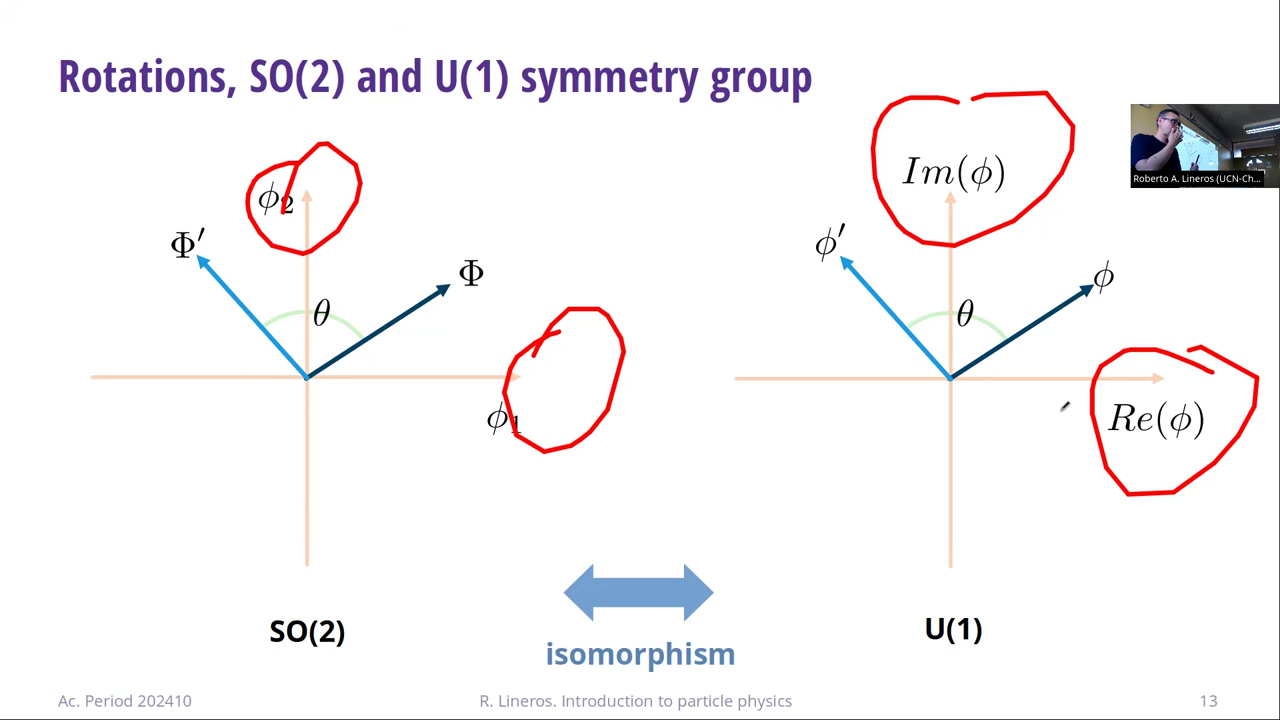 Rotations, SO(2) and U(1) symmetry group
Roberto A. Lineros (UCN-Ch...
ϕ₂
Φ′
Φ
θ
ϕ₁
Im(ϕ)
ϕ′
ϕ
θ
Re(ϕ)
SO(2)
isomorphism
U(1)
Ac. Period 202410
R. Lineros. Introduction to particle physics
13